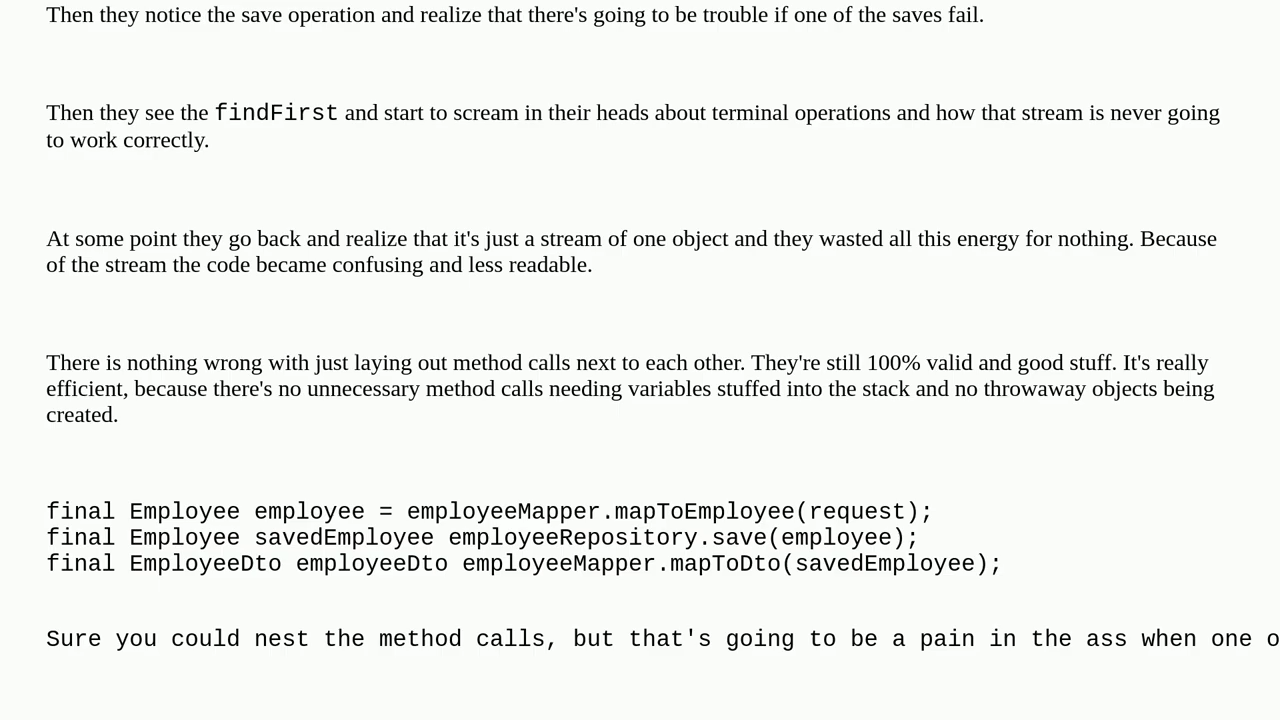 Then they notice the save operation and realize that there's going to be trouble if one of the saves fail.
Then they see the findFirst and start to scream in their heads about terminal operations and how that stream is never going
to work correctly.
At some point they go back and realize that it's just a stream of one object and they wasted all this energy for nothing. Because
of the stream the code became confusing and less readable.
There is nothing wrong with just laying out method calls next to each other. They're still 100% valid and good stuff. It's really
efficient, because there's no unnecessary method calls needing variables stuffed into the stack and no throwaway objects being
created.
final Employee employee = employeeMapper.mapToEmployee(request);
final Employee savedEmployee employeeRepository.save(employee);
final EmployeeDto employeeDto employeeMapper.mapToDto(savedEmployee);
Sure you could nest the method calls, but that's going to be a pain in the ass when one